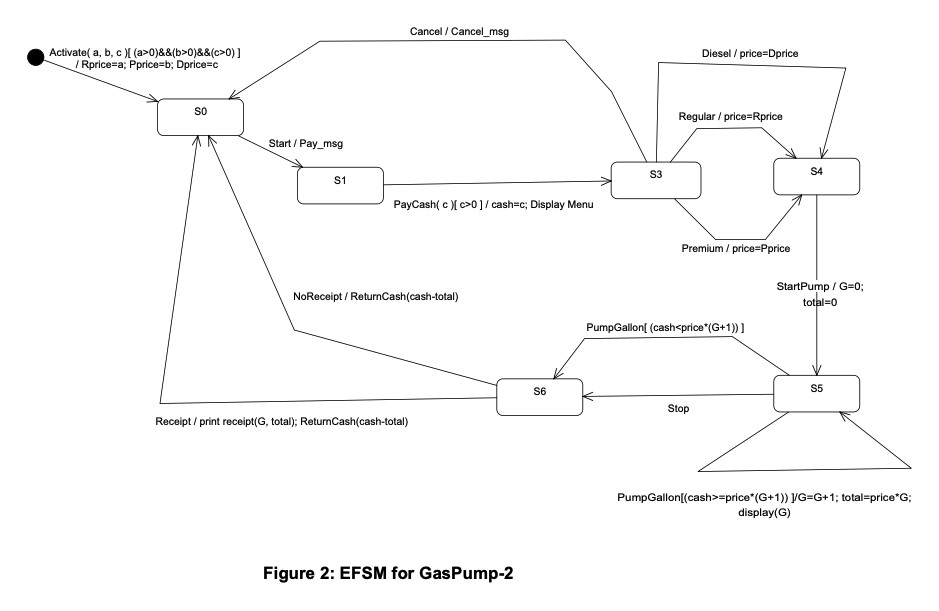 Cancel / Cancel_msg
Activate( a, b, c )[ (a>0)&&(b>0)&&(c>0) ]
/ Rprice=a; Pprice=b; Dprice=c
Diesel / price=Dprice
S0
Regular / price=Rprice
Start / Pay_msg
S1
S3
S4
PayCash( c )[ c>0 ] / cash=c; Display Menu
Premium / price=Pprice
StartPump / G=0;
total=0
NoReceipt / ReturnCash(cash-total)
PumpGallon[ (cash<price*(G+1)) ]
S6
S5
Stop
Receipt / print receipt(G, total); ReturnCash(cash-total)
PumpGallon[(cash>=price*(G+1)) ]/G=G+1; total=price*G;
display(G)
Figure 2: EFSM for GasPump-2